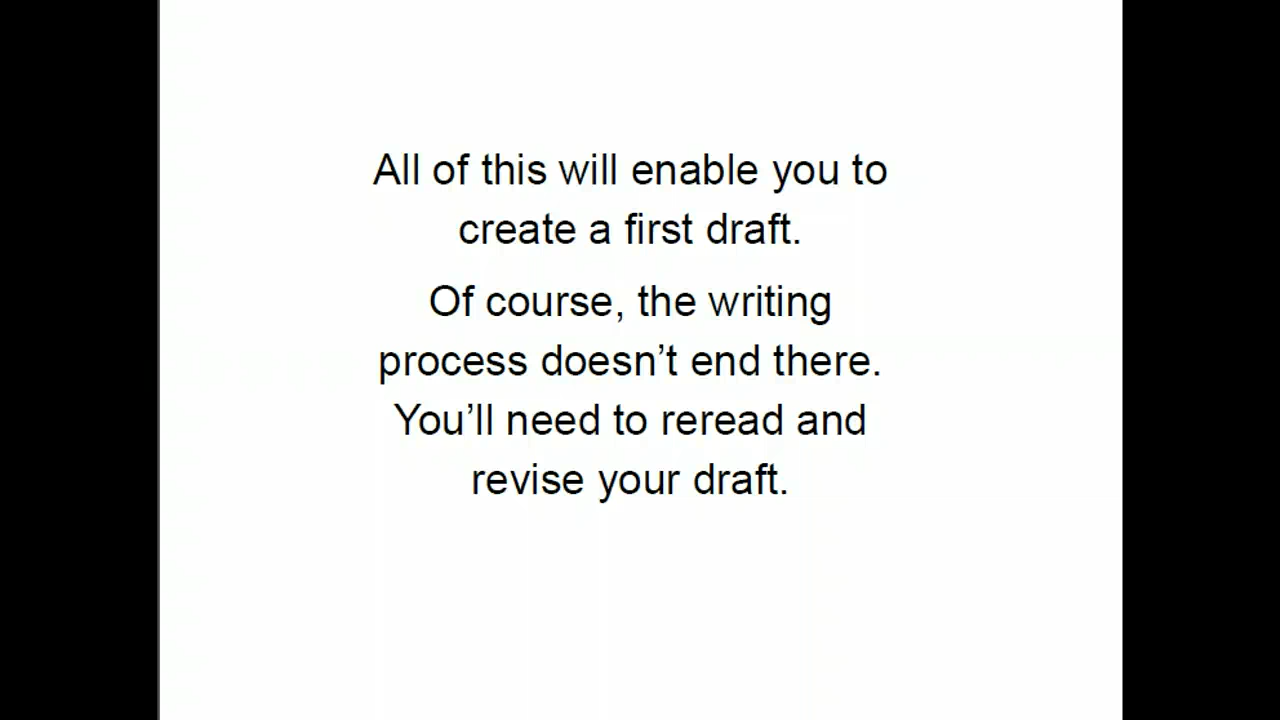 All of this will enable you to
create a first draft.
Of course, the writing
process doesn’t end there.
You’ll need to reread and
revise your draft.